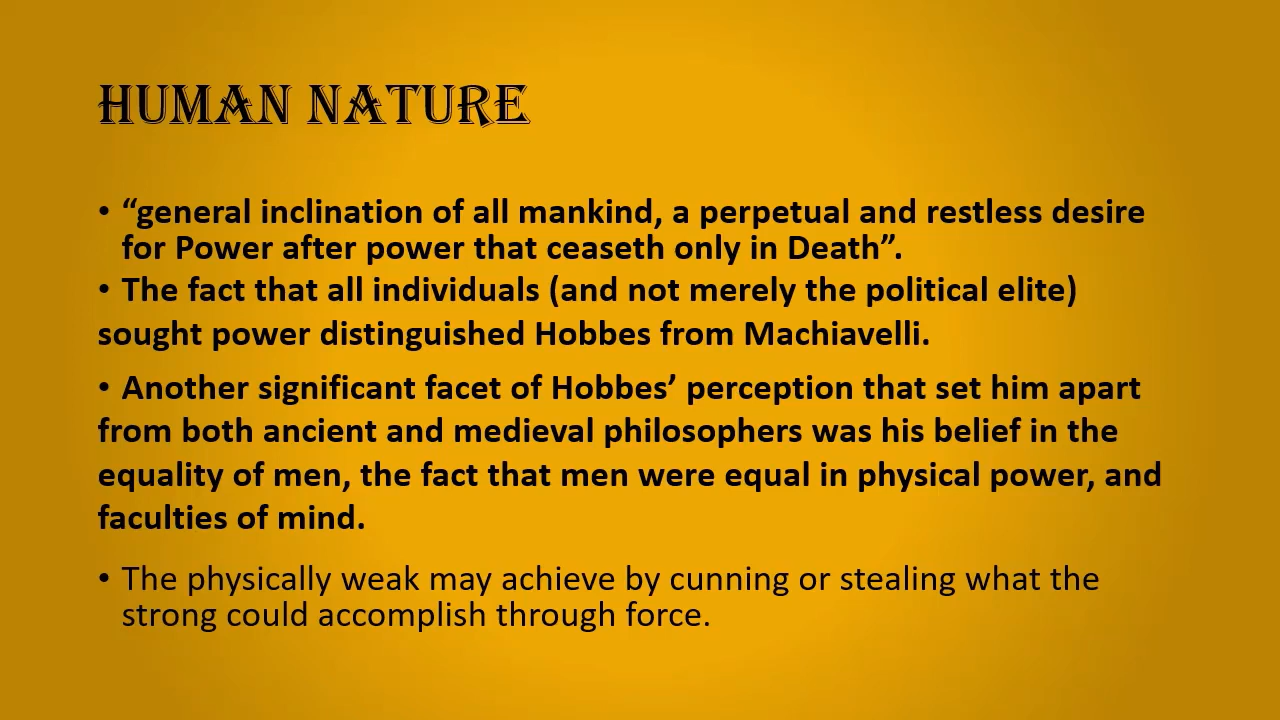 HUMAN NATURE
• “general inclination of all mankind, a perpetual and restless desire
for Power after power that ceaseth only in Death”.
• The fact that all individuals (and not merely the political elite)
sought power distinguished Hobbes from Machiavelli.
• Another significant facet of Hobbes’ perception that set him apart
from both ancient and medieval philosophers was his belief in the
equality of men, the fact that men were equal in physical power, and
faculties of mind.
• The physically weak may achieve by cunning or stealing what the
strong could accomplish through force.